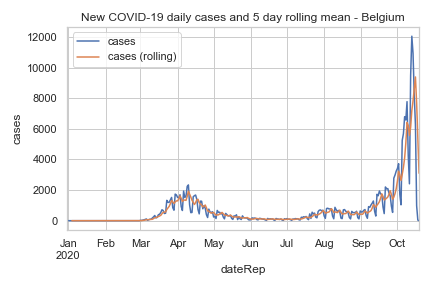 New COVID-19 daily cases and 5 day rolling mean - Belgium
cases
cases (rolling)
12000
10000
8000
6000
4000
2000
0
cases
Jan Feb Mar Apr May Jun Jul Aug Sep Oct
2020
dateRep